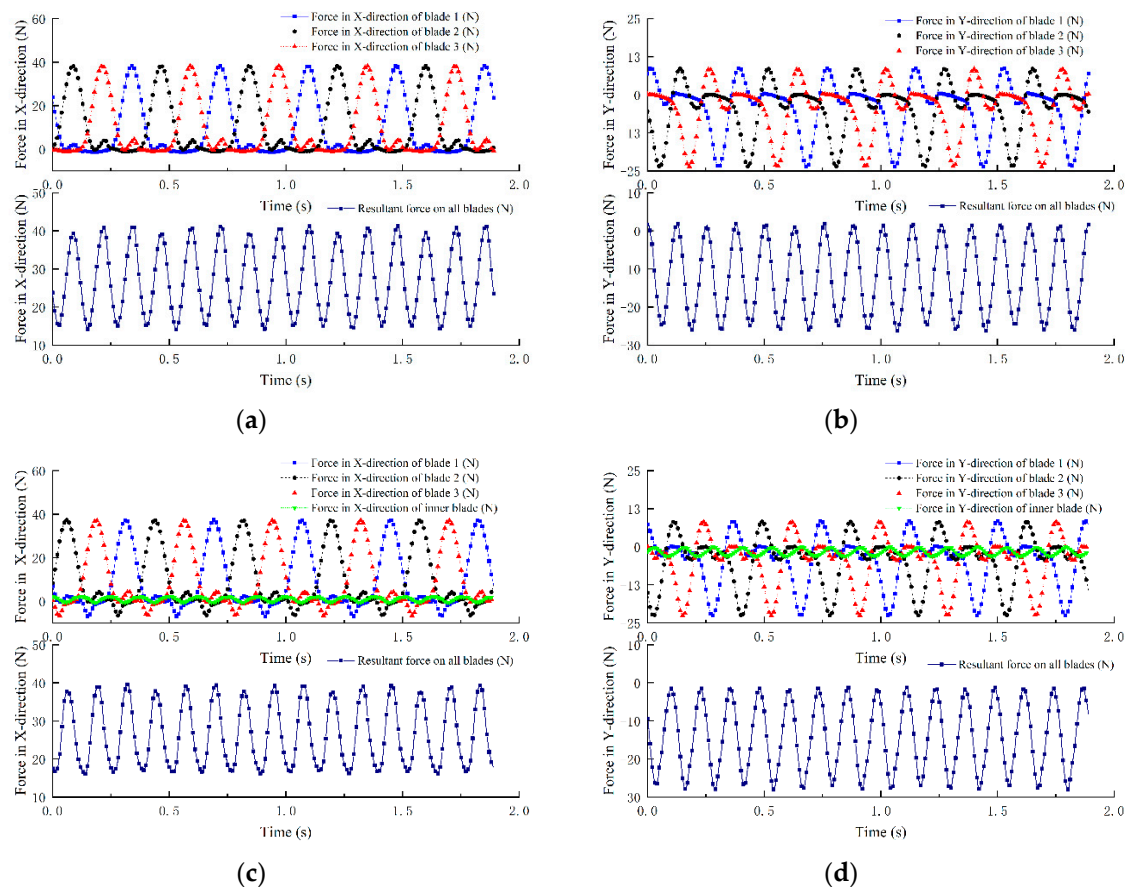 Force in X-direction of blade 1 (N)
Force in X-direction of blade 2 (N)
Force in X-direction of blade 3 (N)
Force in X-direction (N)
60
40
20
0
0.0 0.5 1.0 1.5 2.0
Time (s)
Resultant force on all blades (N)
Force in X-direction (N)
50
40
30
20
10
0.0 0.5 1.0 1.5 2.0
Time (s)
(a)
Force in Y-direction of blade 1 (N)
Force in Y-direction of blade 2 (N)
Force in Y-direction of blade 3 (N)
Force in Y-direction (N)
25
13
0
13
-25
0.0 0.5 1.0 1.5 2.0
Time (s)
Resultant force on all blades (N)
Force in Y-direction (N)
10
0
-10
-20
-30
0.0 0.5 1.0 1.5 2.0
Time (s)
(b)
Force in X-direction of blade 1 (N)
Force in X-direction of blade 2 (N)
Force in X-direction of blade 3 (N)
Force in X-direction of inner blade (N)
Force in X-direction (N)
60
40
20
0
0.0 0.5 1.0 1.5 2.0
Time (s)
Resultant force on all blades (N)
Force in X-direction (N)
50
40
30
20
10
0.0 0.5 1.0 1.5 2.0
Time (s)
(c)
Force in Y-direction of blade 1 (N)
Force in Y-direction of blade 2 (N)
Force in Y-direction of blade 3 (N)
Force in Y-direction of inner blade (N)
Force in Y-direction (N)
25
13
0
-13
-25
0.0 0.5 1.0 1.5 2.0
Time (s)
Resultant force on all blades (N)
Force in Y-direction (N)
10
0
-10
-20
30
0.0 0.5 1.0 1.5 2.0
Time (s)
(d)